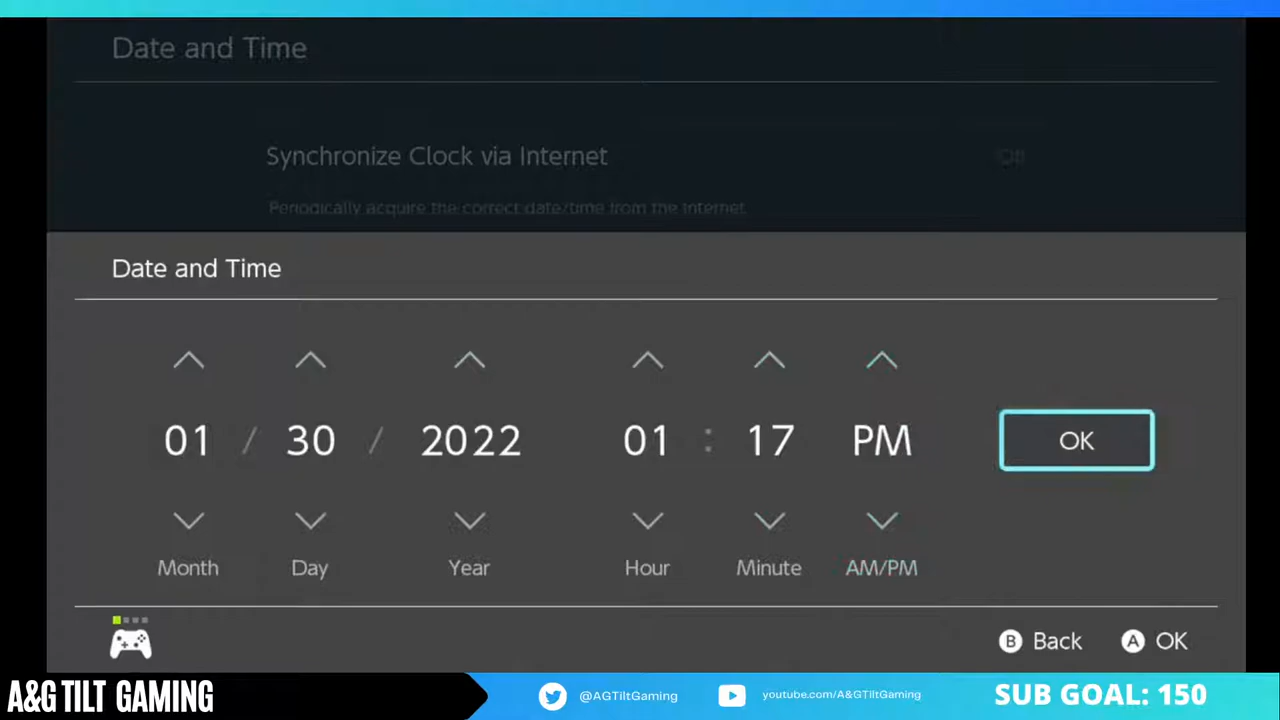 Date and Time
Synchronize Clock via Internet Off
Periodically acquire the correct date/time from the Internet.
Date and Time
01 / 30 / 2022 01 : 17 PM OK
Month Day Year Hour Minute AM/PM
B Back A OK
A&G TILT GAMING @AGTiltGaming youtube.com/A&GTiltGaming SUB GOAL: 150